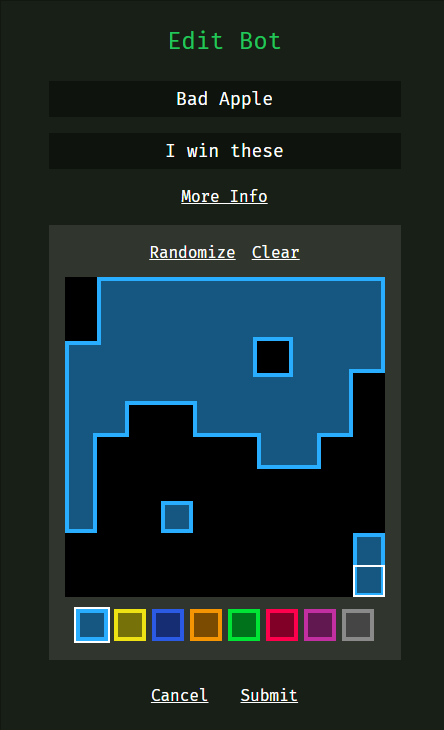 Edit Bot
Bad Apple
I win these
More Info
Randomize Clear
Cancel Submit